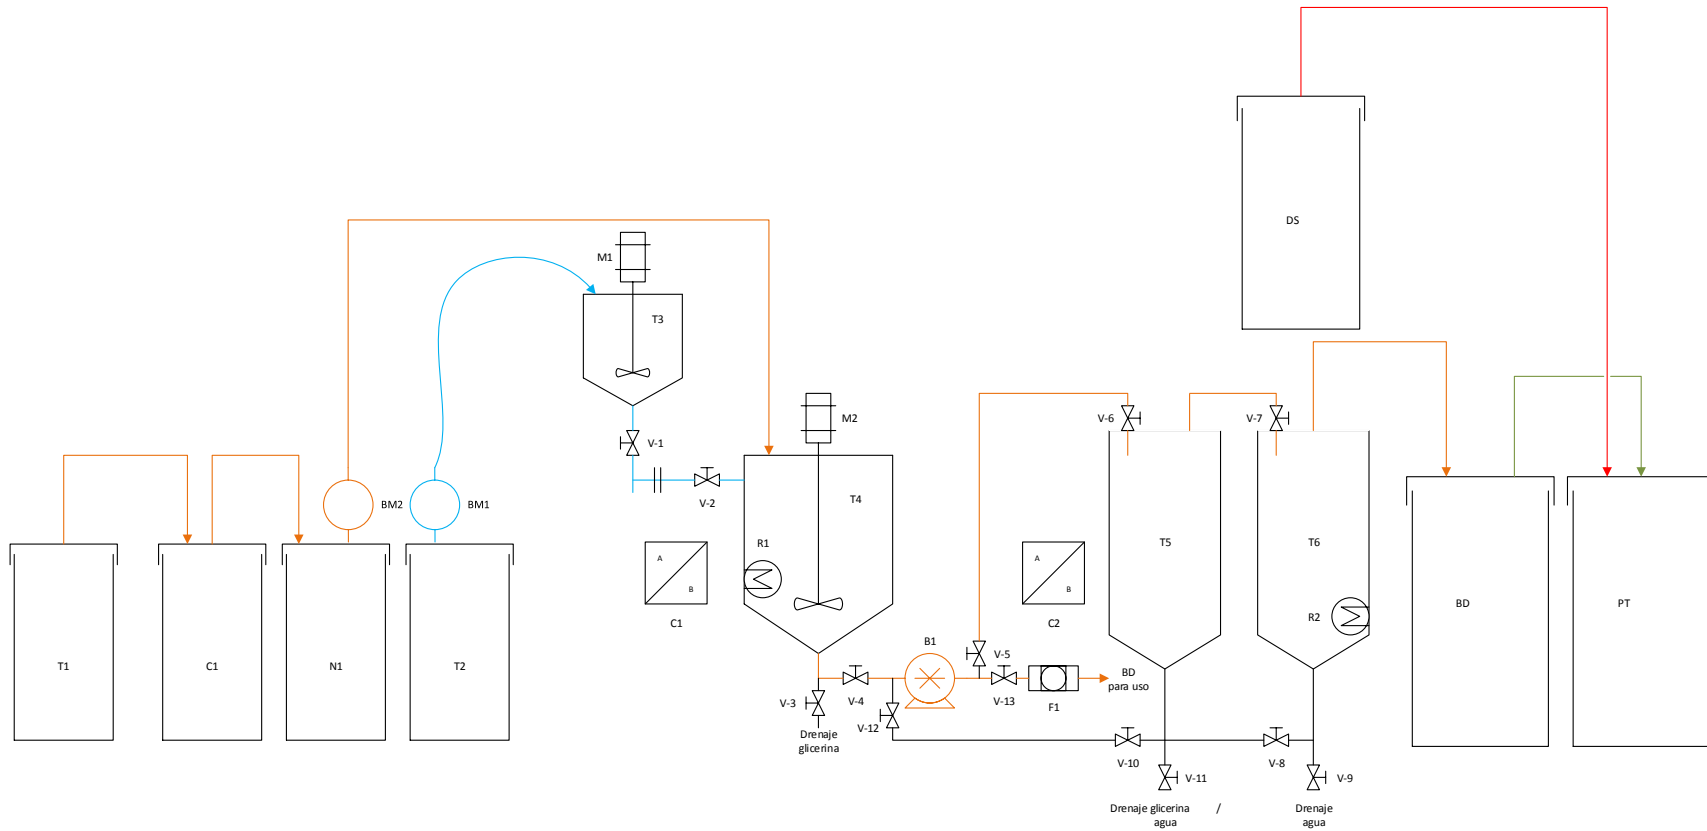 DS
M1
T3
M2
V-6
V-7
V-1
BM2
BM1
V-2
T4
R1
T5
T6
A
B
A
B
C1
C2
R2
BD
PT
T1
C1
N1
T2
B1
V-5
V-3
V-4
V-12
V-13
F1
BD
para uso
Drenaje
glicerina
V-10
V-8
V-11
V-9
Drenaje glicerina /
agua
Drenaje
agua